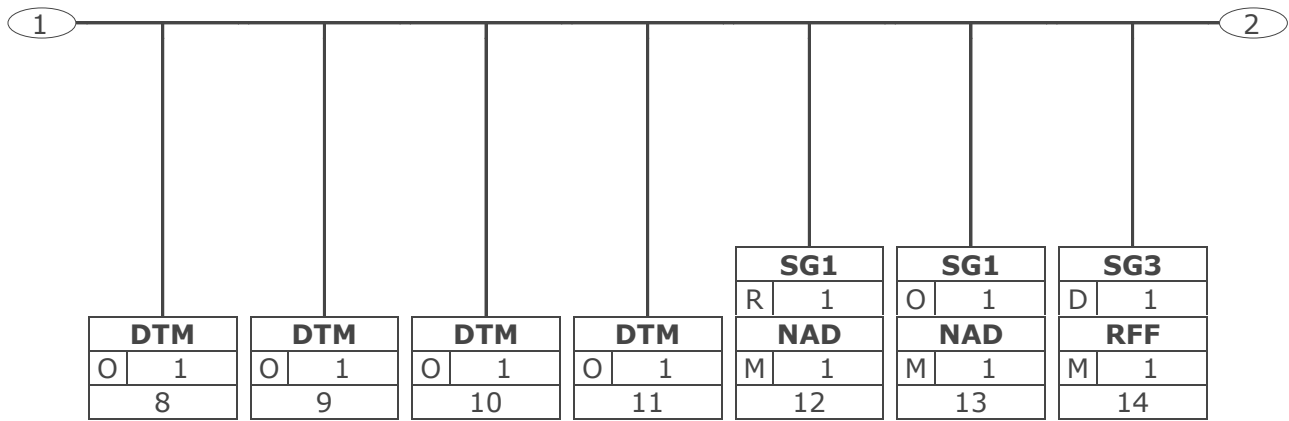 1 2
SG1 SG1 SG3
R 1 O 1 D 1
DTM DTM DTM DTM NAD NAD RFF
O 1 O 1 O 1 O 1 M 1 M 1 M 1
8 9 10 11 12 13 14